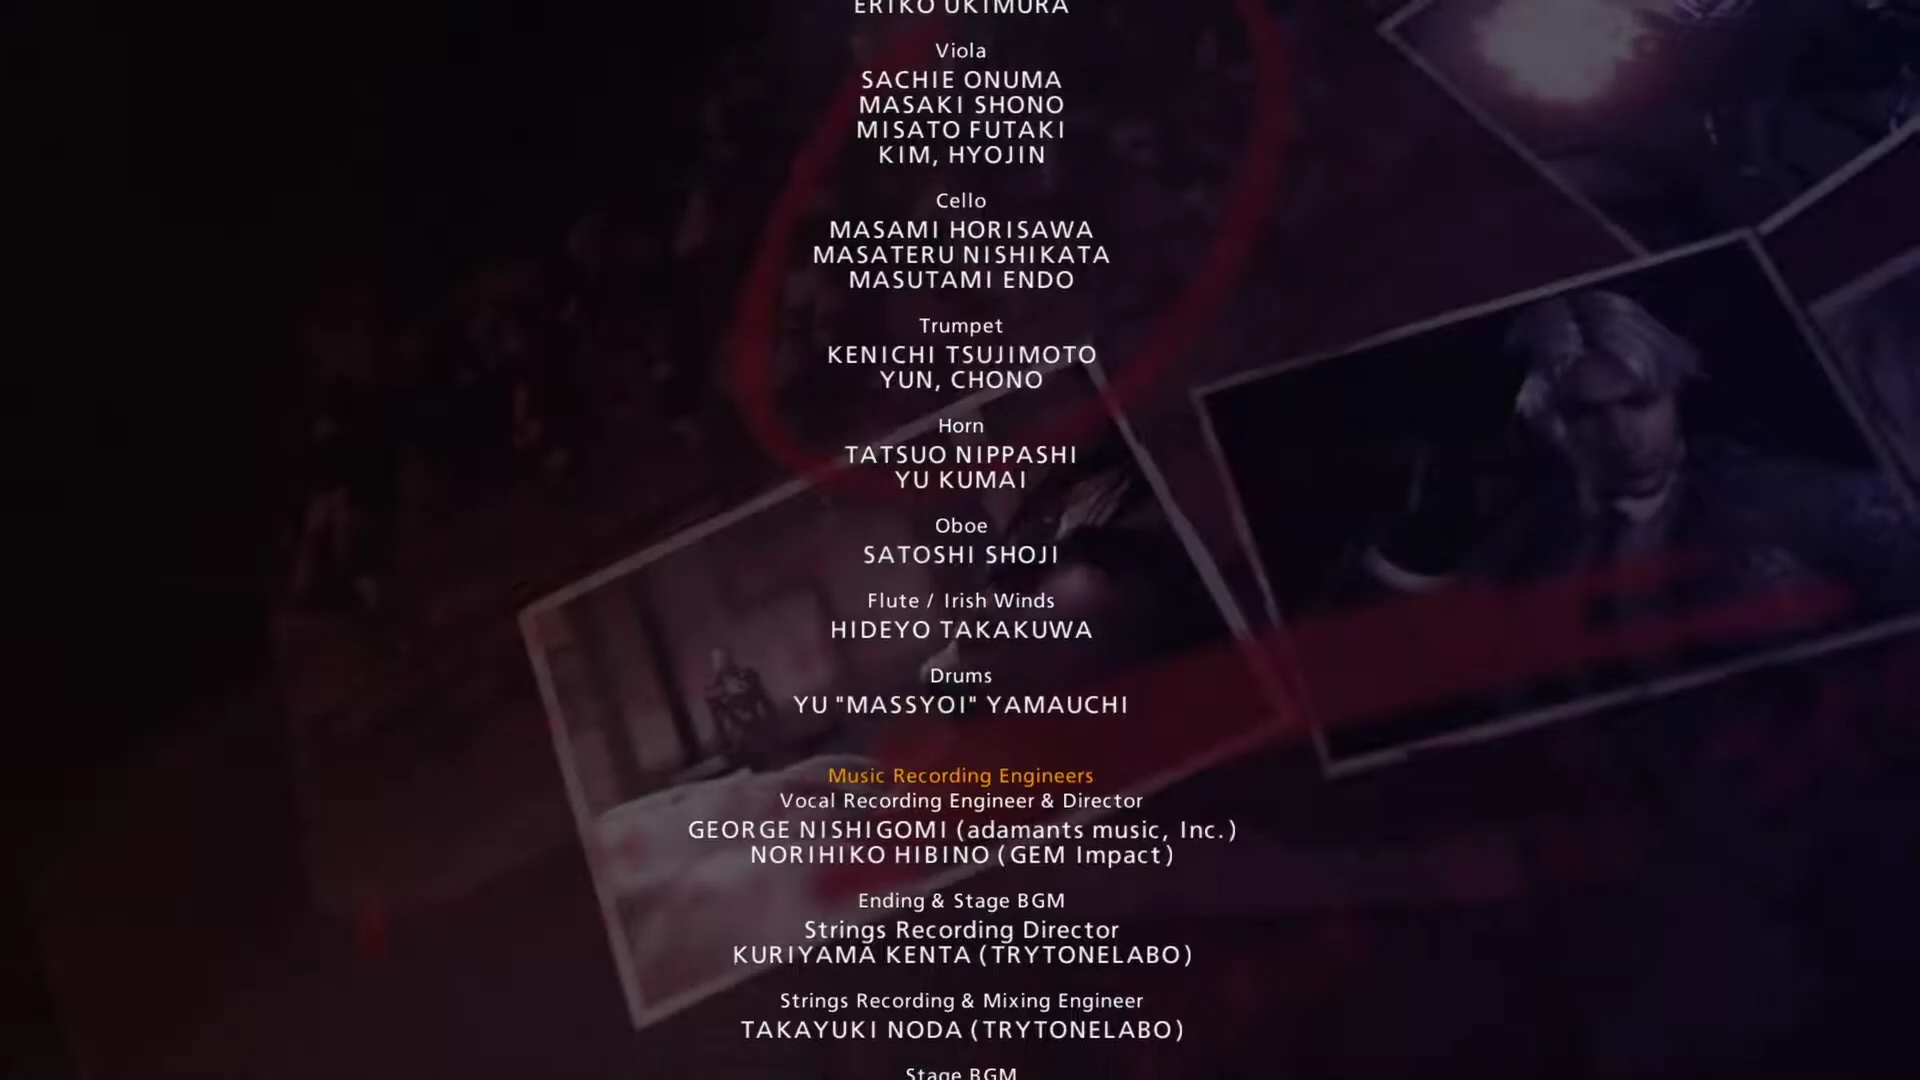 ERIKO UKIMURA
Viola
SACHIE ONUMA
MASAKI SHONO
MISATO FUTAKI
KIM, HYOJIN
Cello
MASAMI HORISAWA
MASATERU NISHIKATA
MASUTAMI ENDO
Trumpet
KENICHI TSUJIMOTO
YUN, CHONO
Horn
TATSUO NIPPASHI
YU KUMAI
Oboe
SATOSHI SHOJI
Flute / Irish Winds
HIDEYO TAKAKUWA
Drums
YU "MASSYOI" YAMAUCHI
Music Recording Engineers
Vocal Recording Engineer & Director
GEORGE NISHIGOMI (adamants music, Inc.)
NORIHIKO HIBINO (GEM Impact)
Ending & Stage BGM
Strings Recording Director
KURIYAMA KENTA (TRYTONELABO)
Strings Recording & Mixing Engineer
TAKAYUKI NODA (TRYTONELABO)
Stage BGM